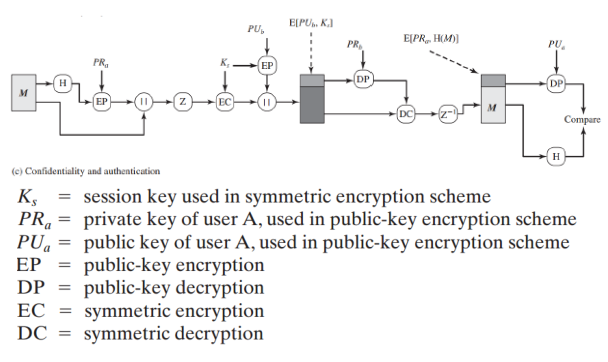 PU_b
E[PU_b, K_s]
PR_a
K_s
PR_b
E[PR_a, H(M)]
PU_a
M
H
EP
EP
||
Z
EC
||
DP
DC
Z⁻¹
M
DP
H
Compare
(c) Confidentiality and authentication
K_s = session key used in symmetric encryption scheme
PR_a = private key of user A, used in public-key encryption scheme
PU_a = public key of user A, used in public-key encryption scheme
EP = public-key encryption
DP = public-key decryption
EC = symmetric encryption
DC = symmetric decryption